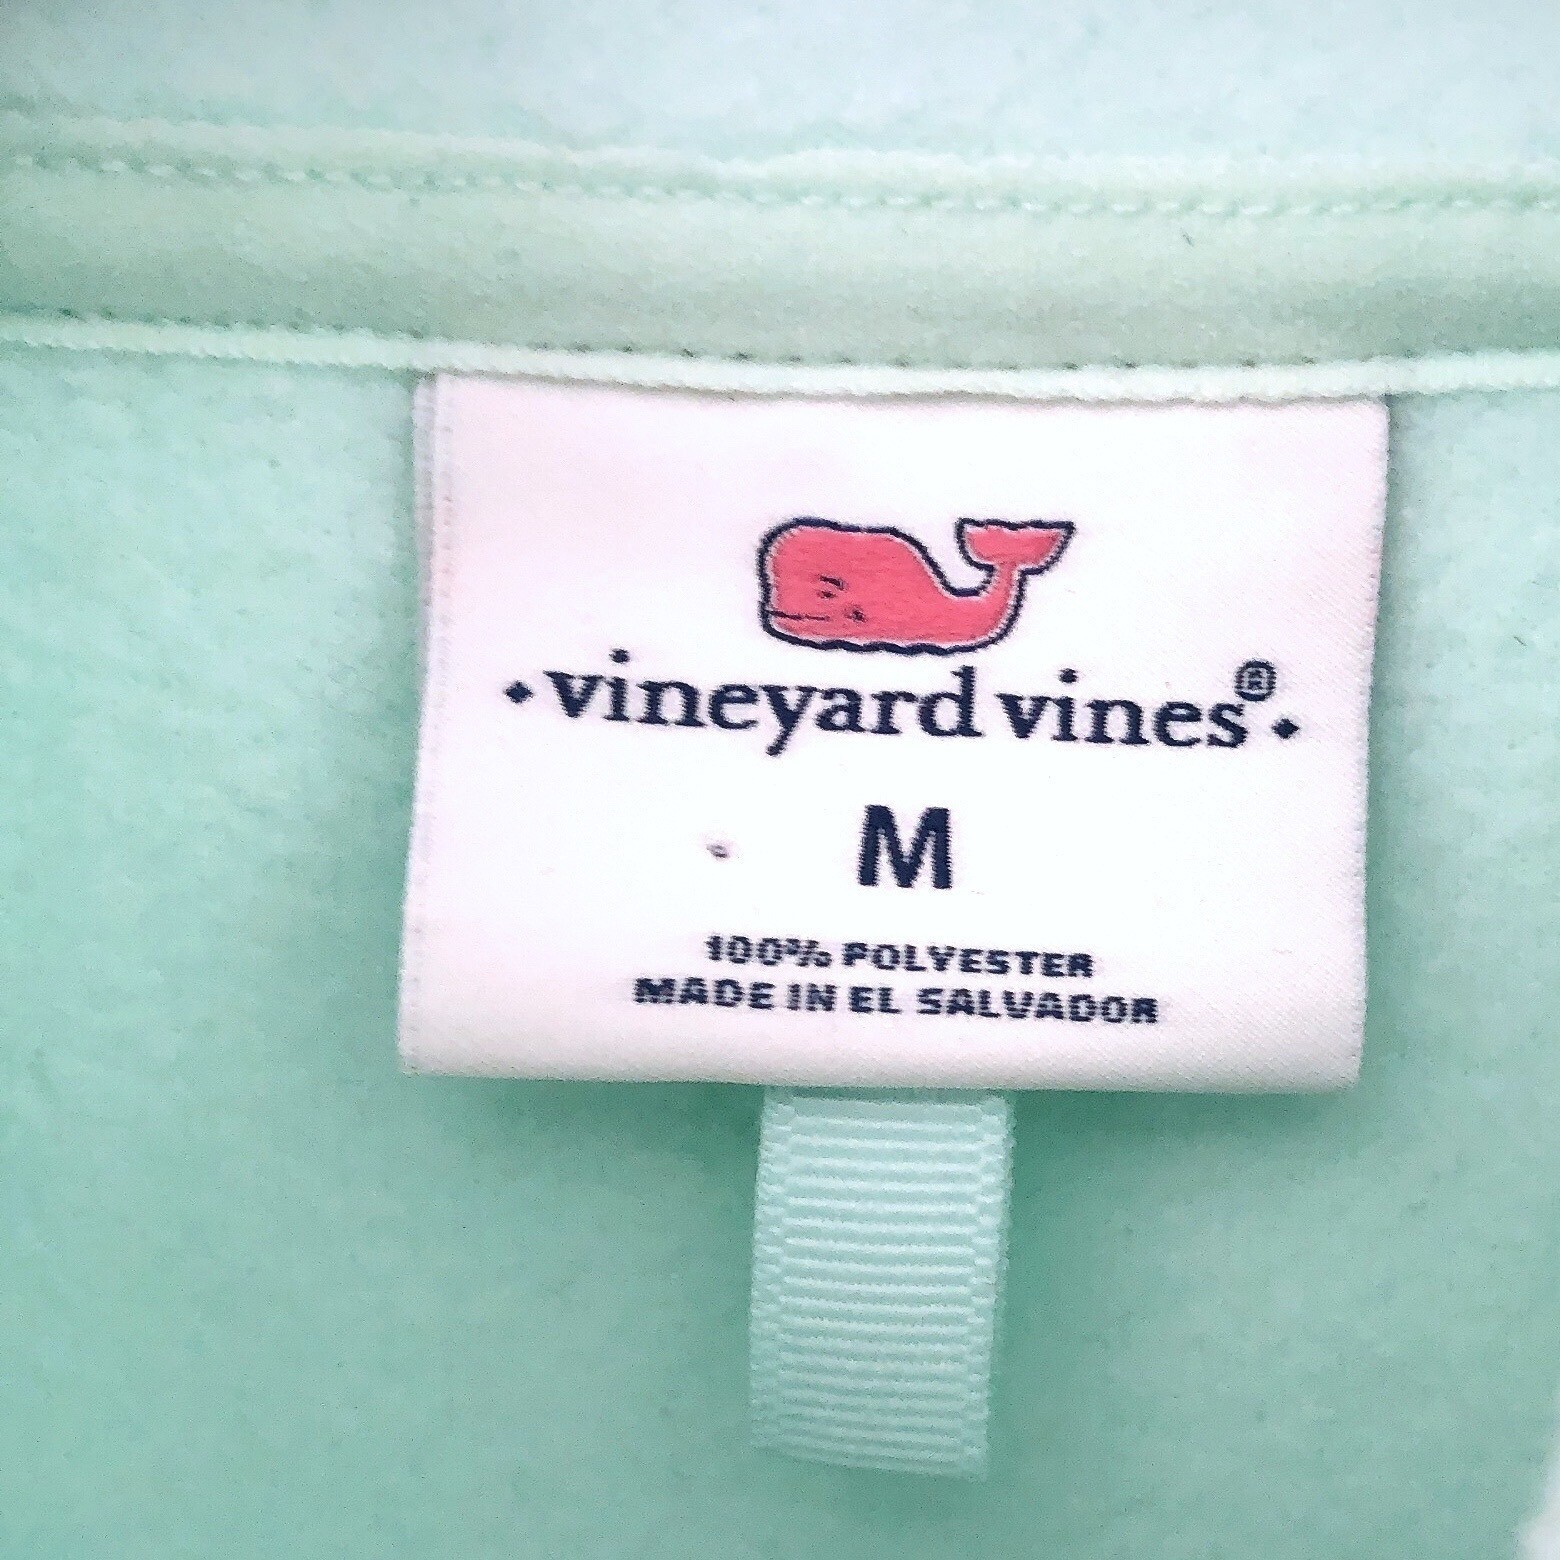 •vineyard vines®•
M
100% POLYESTER
MADE IN EL SALVADOR